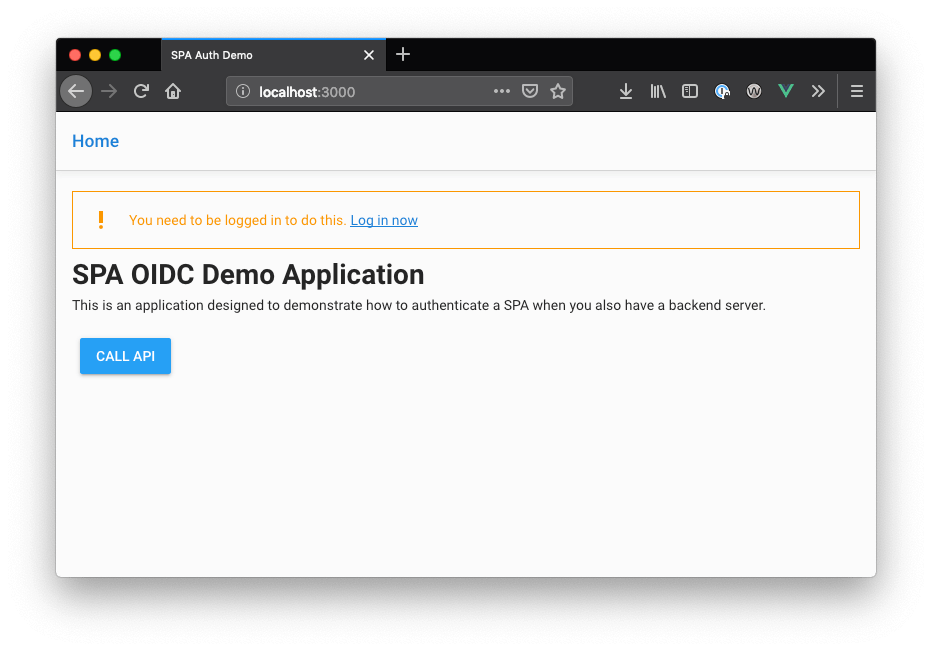 SPA Auth Demo
localhost:3000
Home
You need to be logged in to do this. Log in now
SPA OIDC Demo Application
This is an application designed to demonstrate how to authenticate a SPA when you also have a backend server.
CALL API